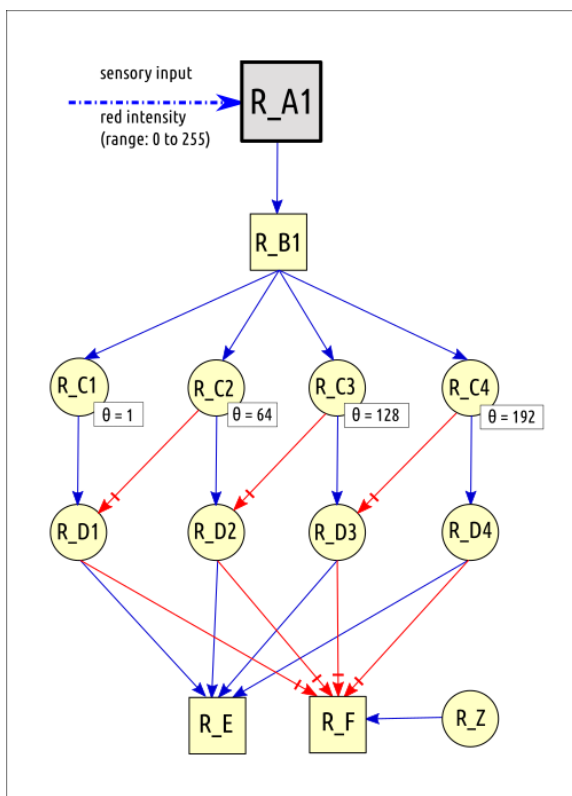 sensory input
R_A1
red intensity
(range: 0 to 255)
R_B1
R_C1
R_C2
R_C3
R_C4
θ = 1
θ = 64
θ = 128
θ = 192
R_D1
R_D2
R_D3
R_D4
R_E
R_F
R_Z